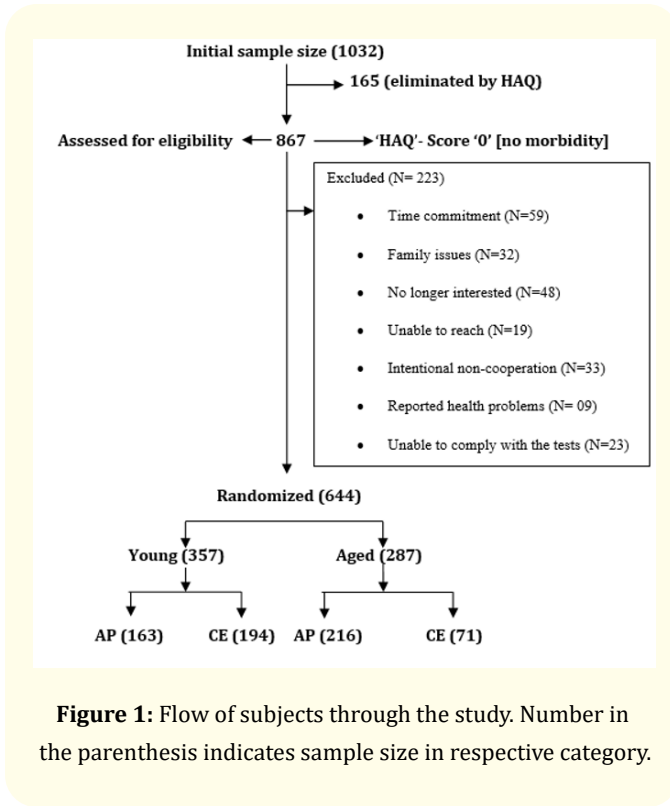 Initial sample size (1032)
165 (eliminated by HAQ)
Assessed for eligibility 867 'HAQ'- Score '0' [no morbidity]
Excluded (N= 223)
• Time commitment (N=59)
• Family issues (N=32)
• No longer interested (N=48)
• Unable to reach (N=19)
• Intentional non-cooperation (N=33)
• Reported health problems (N= 09)
• Unable to comply with the tests (N=23)
Randomized (644)
Young (357) Aged (287)
AP (163) CE (194) AP (216) CE (71)
Figure 1: Flow of subjects through the study. Number in
the parenthesis indicates sample size in respective category.